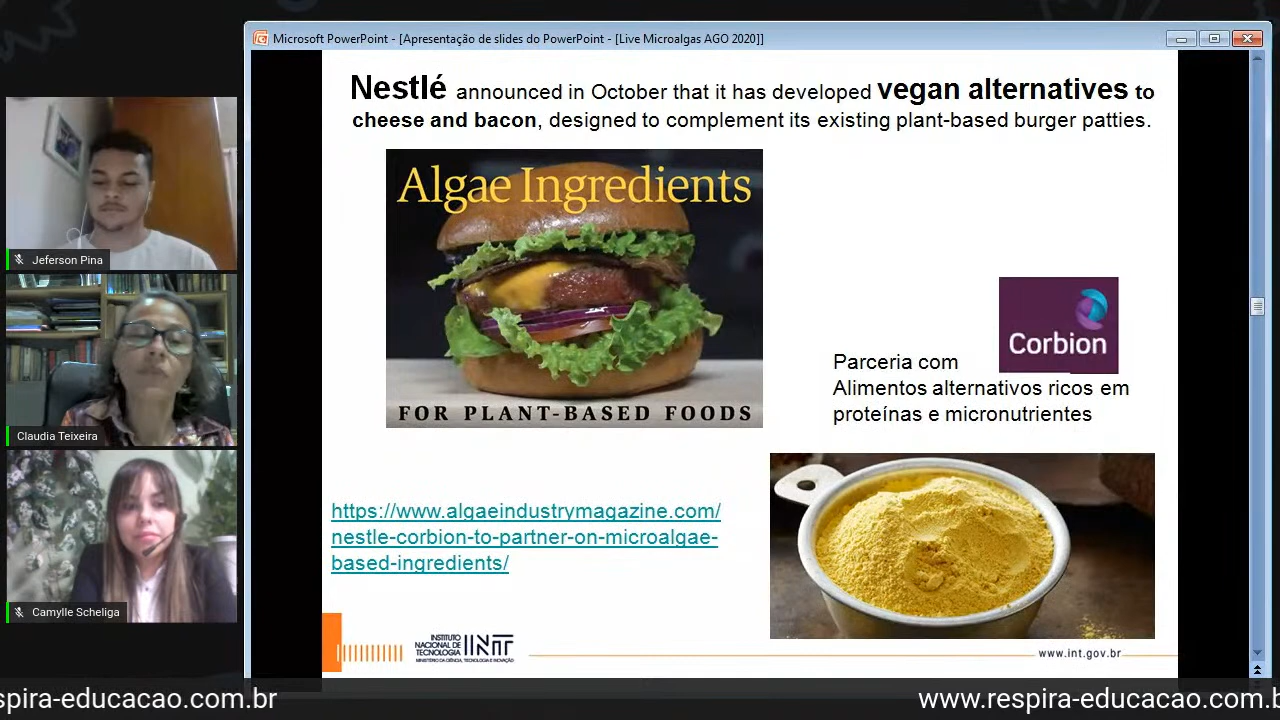 Microsoft PowerPoint - [Apresentação de slides do PowerPoint - [Live Microalgas AGO 2020]]
Nestlé announced in October that it has developed vegan alternatives to
cheese and bacon, designed to complement its existing plant-based burger patties.
Algae Ingredients
FOR PLANT-BASED FOODS
Corbion
Parceria com
Alimentos alternativos ricos em
proteínas e micronutrientes
https://www.algaeindustrymagazine.com/
nestle-corbion-to-partner-on-microalgae-
based-ingredients/
INSTITUTO
NACIONAL DE
TECNOLOGIA
MINISTÉRIO DA CIÊNCIA, TECNOLOGIA E INOVAÇÃO
INT
www.int.gov.br
Jeferson Pina
Claudia Teixeira
Camylle Scheliga
spira-educacao.com.br
www.respira-educacao.com.b